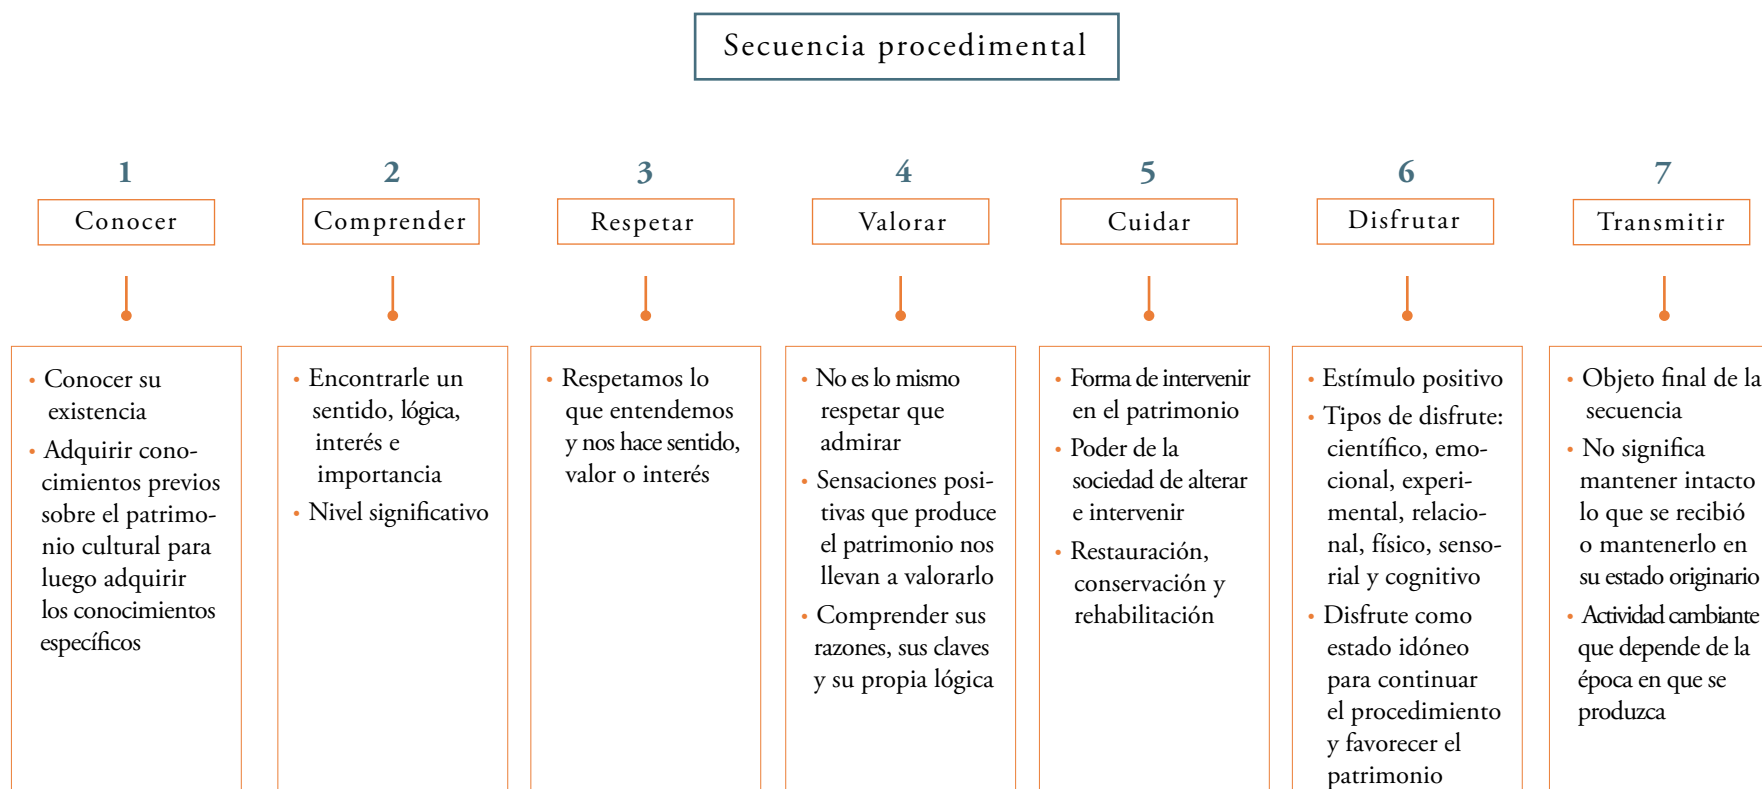 Secuencia procedimental
1
Conocer
• Conocer su
existencia
• Adquirir cono-
cimientos previos
sobre el patrimo-
nio cultural para
luego adquirir
los conocimientos
específicos
2
Comprender
• Encontrarle un
sentido, lógica,
interés e
importancia
• Nivel significativo
3
Respetar
• Respetamos lo
que entendemos
y nos hace sentido,
valor o interés
4
Valorar
• No es lo mismo
respetar que
admirar
• Sensaciones posi-
tivas que produce
el patrimonio nos
llevan a valorarlo
• Comprender sus
razones, sus claves
y su propia lógica
5
Cuidar
• Forma de intervenir
en el patrimonio
• Poder de la
sociedad de alterar
e intervenir
• Restauración,
conservación y
rehabilitación
6
Disfrutar
• Estímulo positivo
• Tipos de disfrute:
científico, emo-
cional, experi-
mental, relacio-
nal, físico, senso-
rial y cognitivo
• Disfrute como
estado idóneo
para continuar
el procedimiento
y favorecer el
patrimonio
7
Transmitir
• Objeto final de la
secuencia
• No significa
mantener intacto
lo que se recibió
o mantenerlo en
su estado originario
• Actividad cambiante
que depende de la
época en que se
produzca